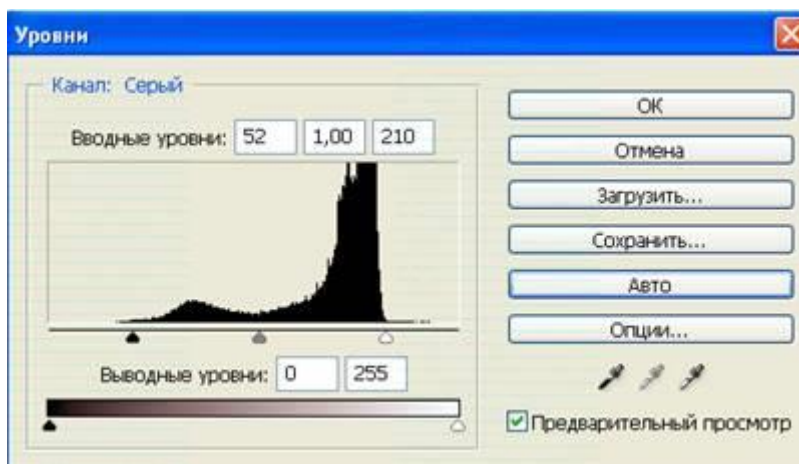 Уровни
Канал: Серый
Вводные уровни: 52 1,00 210
Выводные уровни: 0 255
ОК
Отмена
Загрузить...
Сохранить...
Авто
Опции...
Предварительный просмотр